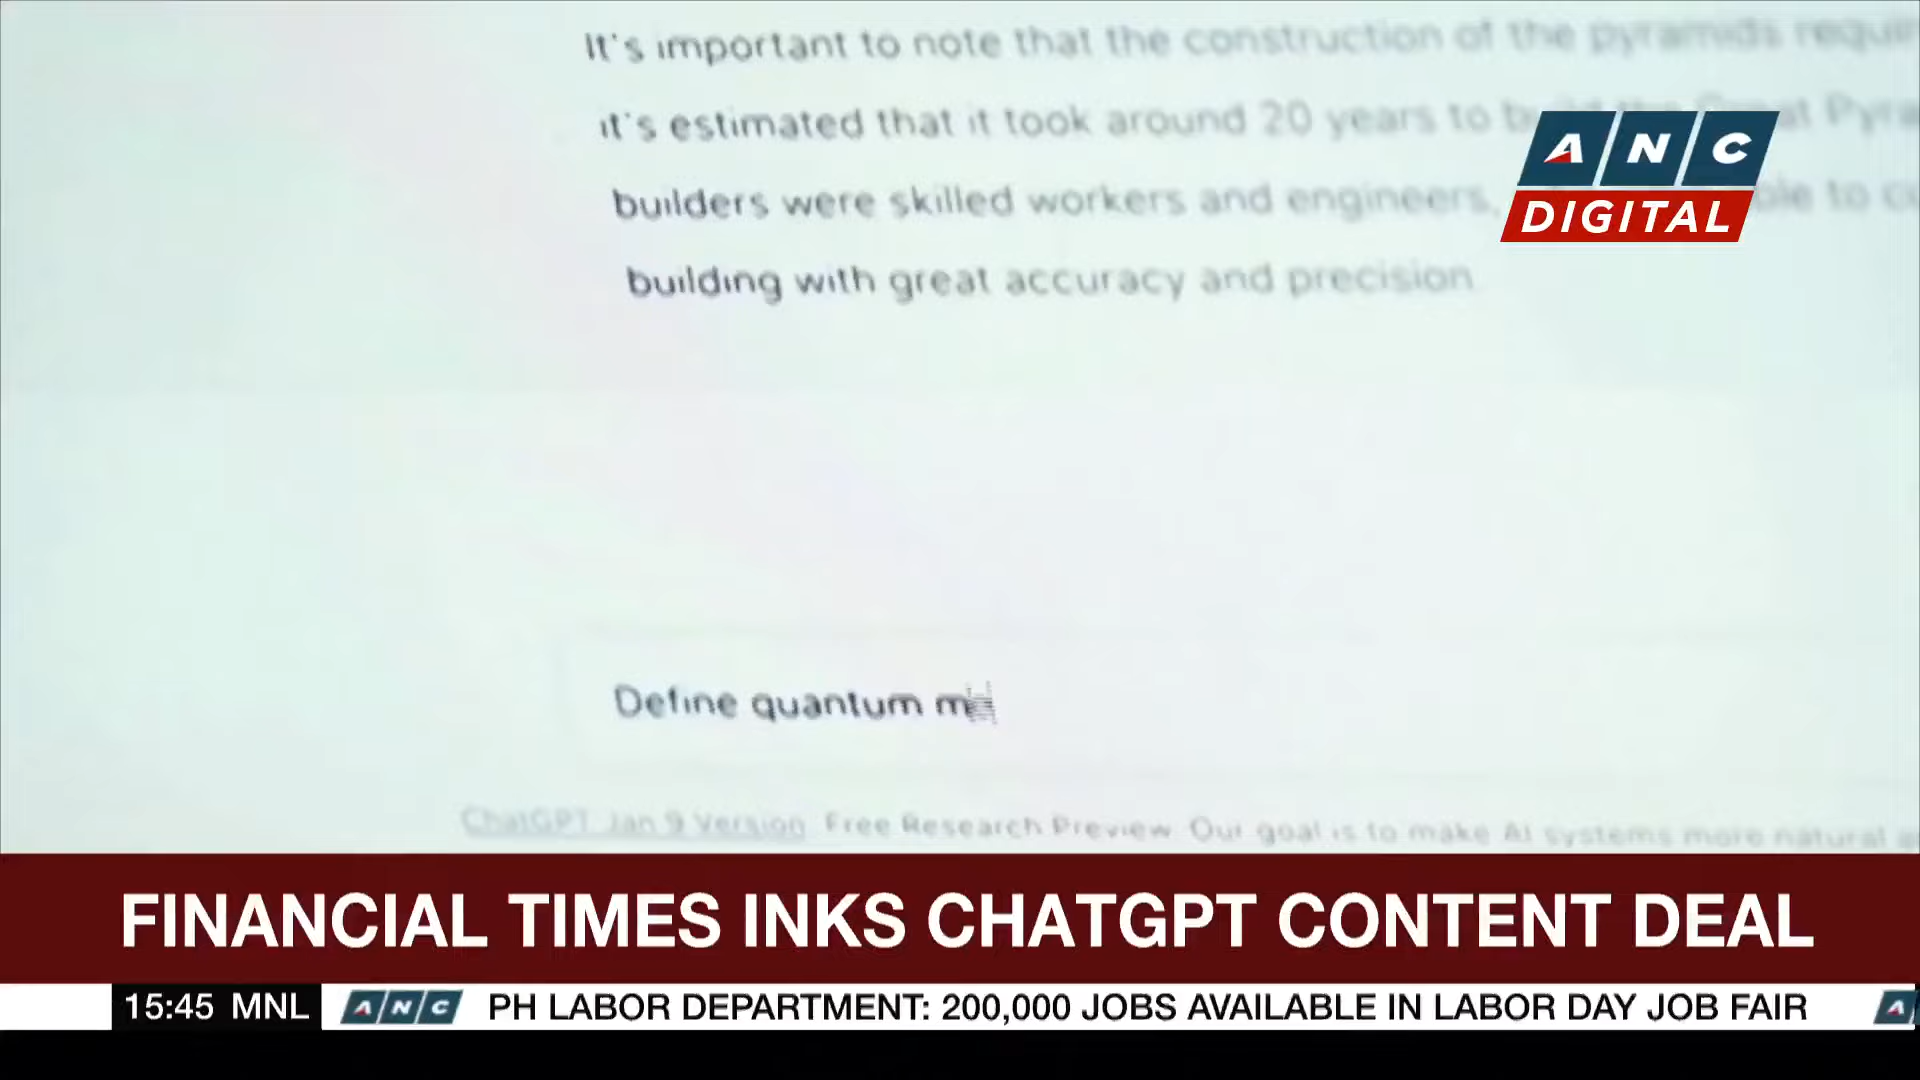 It's important to note that the construction of the pyramids requir
it's estimated that it took around 20 years to b
builders were skilled workers and engineers,
building with great accuracy and precision
ANC
DIGITAL
Define quantum m
ChatGPT Jan 9 Version. Free Research Preview. Our goal is to make AI systems more natural
FINANCIAL TIMES INKS CHATGPT CONTENT DEAL
15:45 MNL ANC PH LABOR DEPARTMENT: 200,000 JOBS AVAILABLE IN LABOR DAY JOB FAIR A